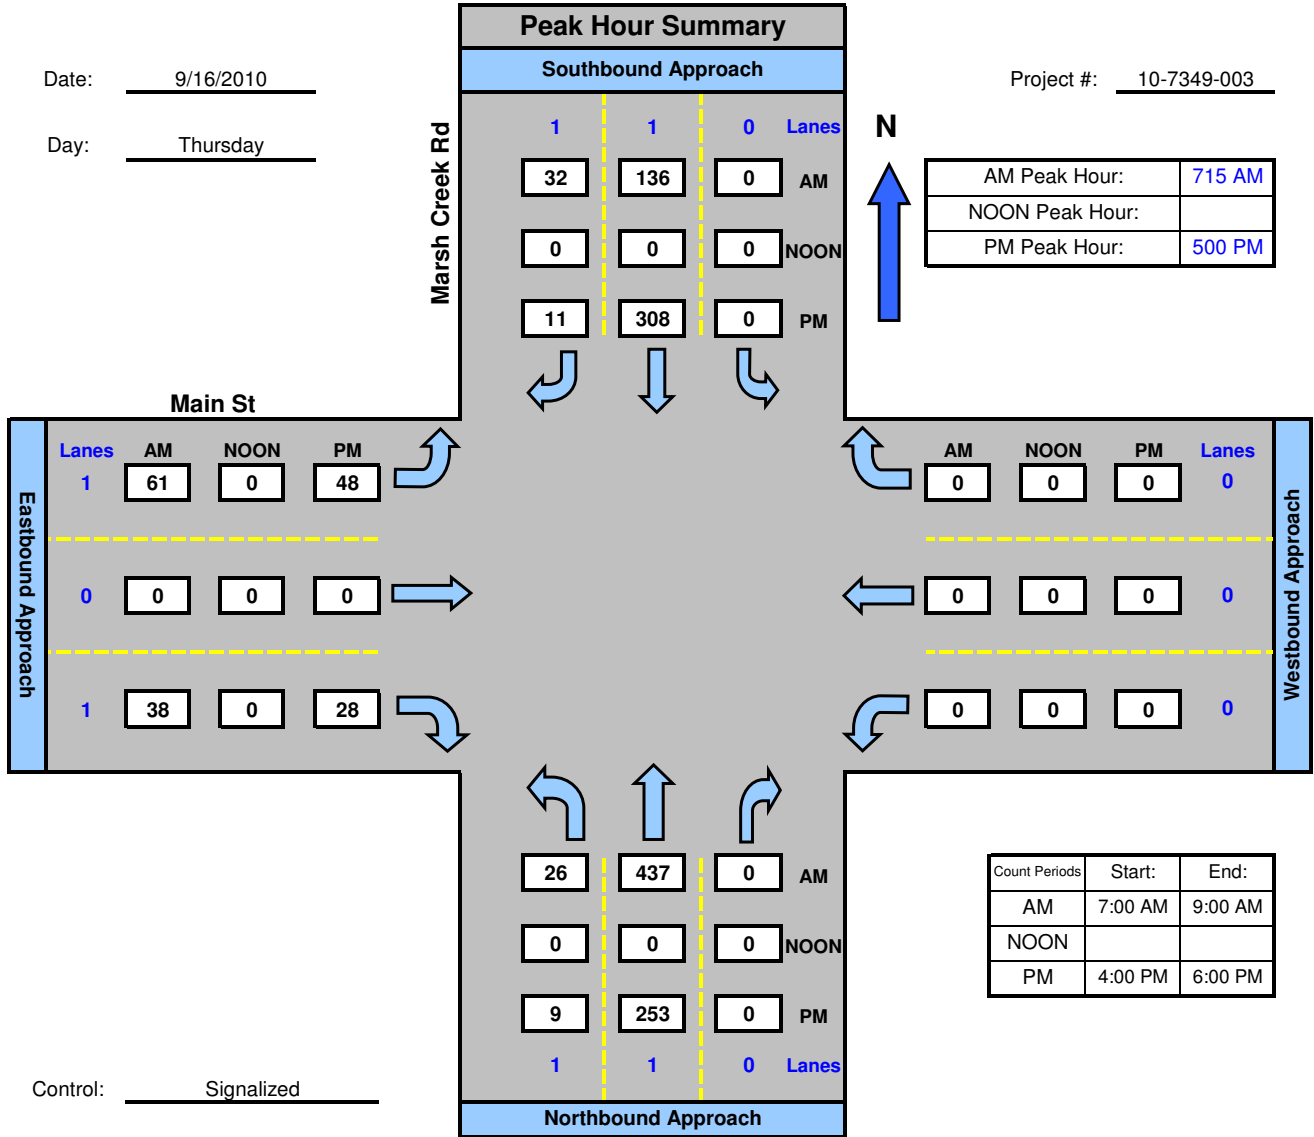 Peak Hour Summary
Southbound Approach
Date: 9/16/2010
Project #: 10-7349-003
Day: Thursday
Marsh Creek Rd
1 1 0 Lanes
32 136 0 AM
0 0 0 NOON
11 308 0 PM
N
AM Peak Hour: 715 AM
NOON Peak Hour:
PM Peak Hour: 500 PM
Main St
Eastbound Approach
Lanes AM NOON PM
1 61 0 48
0 0 0 0
1 38 0 28
AM NOON PM Lanes
0 0 0 0
0 0 0 0
0 0 0 0
Westbound Approach
26 437 0 AM
0 0 0 NOON
9 253 0 PM
1 1 0 Lanes
Northbound Approach
Count Periods Start: End:
AM 7:00 AM 9:00 AM
NOON
PM 4:00 PM 6:00 PM
Control: Signalized